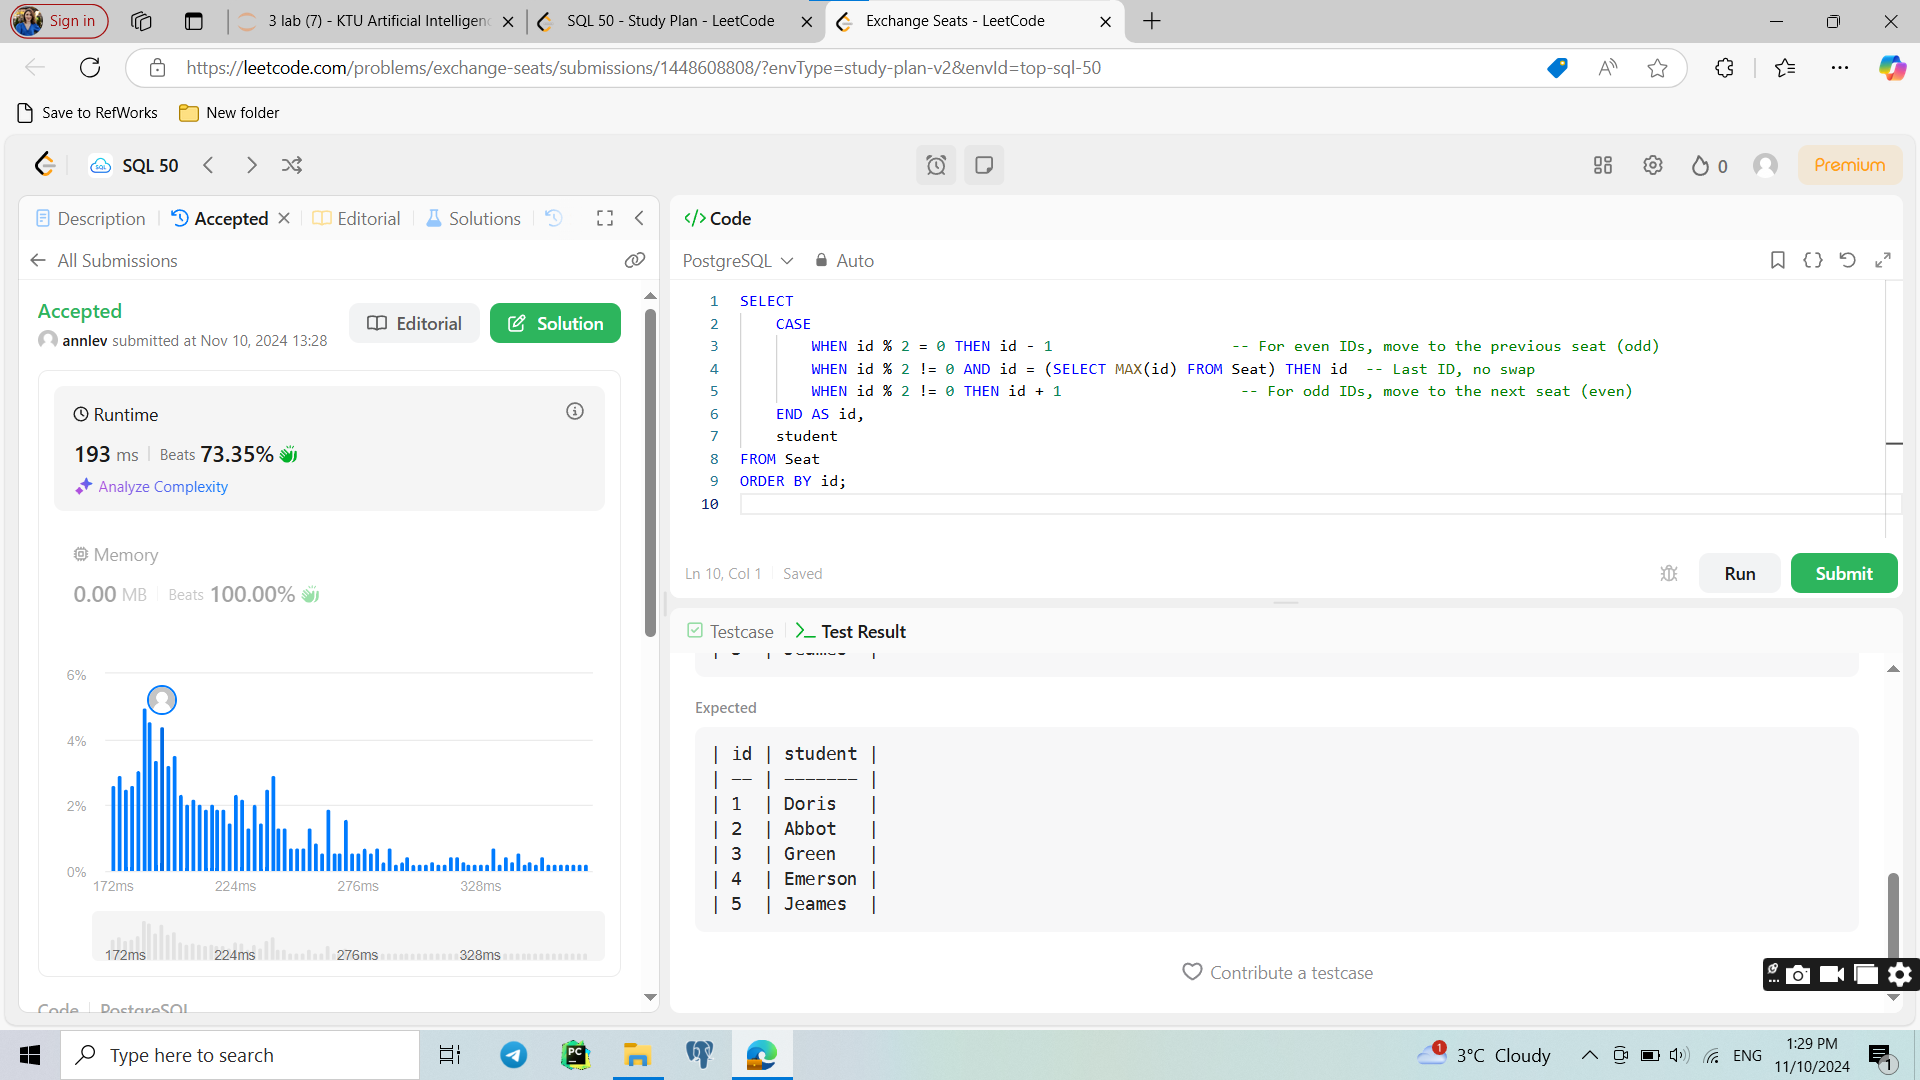 Sign in
3 lab (7) - KTU Artificial Intelligenc
SQL 50 - Study Plan - LeetCode
Exchange Seats - LeetCode
https://leetcode.com/problems/exchange-seats/submissions/1448608808/?envType=study-plan-v2&envId=top-sql-50
Save to RefWorks
New folder
SQL 50
0
Premium
Description
Accepted
Editorial
Solutions
All Submissions
Accepted
annlev submitted at Nov 10, 2024 13:28
Editorial
Solution
Runtime
193 ms
Beats 73.35%
Analyze Complexity
Memory
0.00 MB
Beats 100.00%
6%
4%
2%
0%
172ms 224ms 276ms 328ms
172ms 224ms 276ms 328ms
Code
PostgreSQL
</> Code
PostgreSQL
Auto
1 SELECT
2 CASE
3 WHEN id % 2 = 0 THEN id - 1 -- For even IDs, move to the previous seat (odd)
4 WHEN id % 2 != 0 AND id = (SELECT MAX(id) FROM Seat) THEN id -- Last ID, no swap
5 WHEN id % 2 != 0 THEN id + 1 -- For odd IDs, move to the next seat (even)
6 END AS id,
7 student
8 FROM Seat
9 ORDER BY id;
10
Ln 10, Col 1
Saved
Run
Submit
Testcase
Test Result
Expected
| id | student |
| -- | ------- |
| 1 | Doris |
| 2 | Abbot |
| 3 | Green |
| 4 | Emerson |
| 5 | Jeames |
Contribute a testcase
Type here to search
PC
1
3°C Cloudy
ENG
1:29 PM
11/10/2024
1